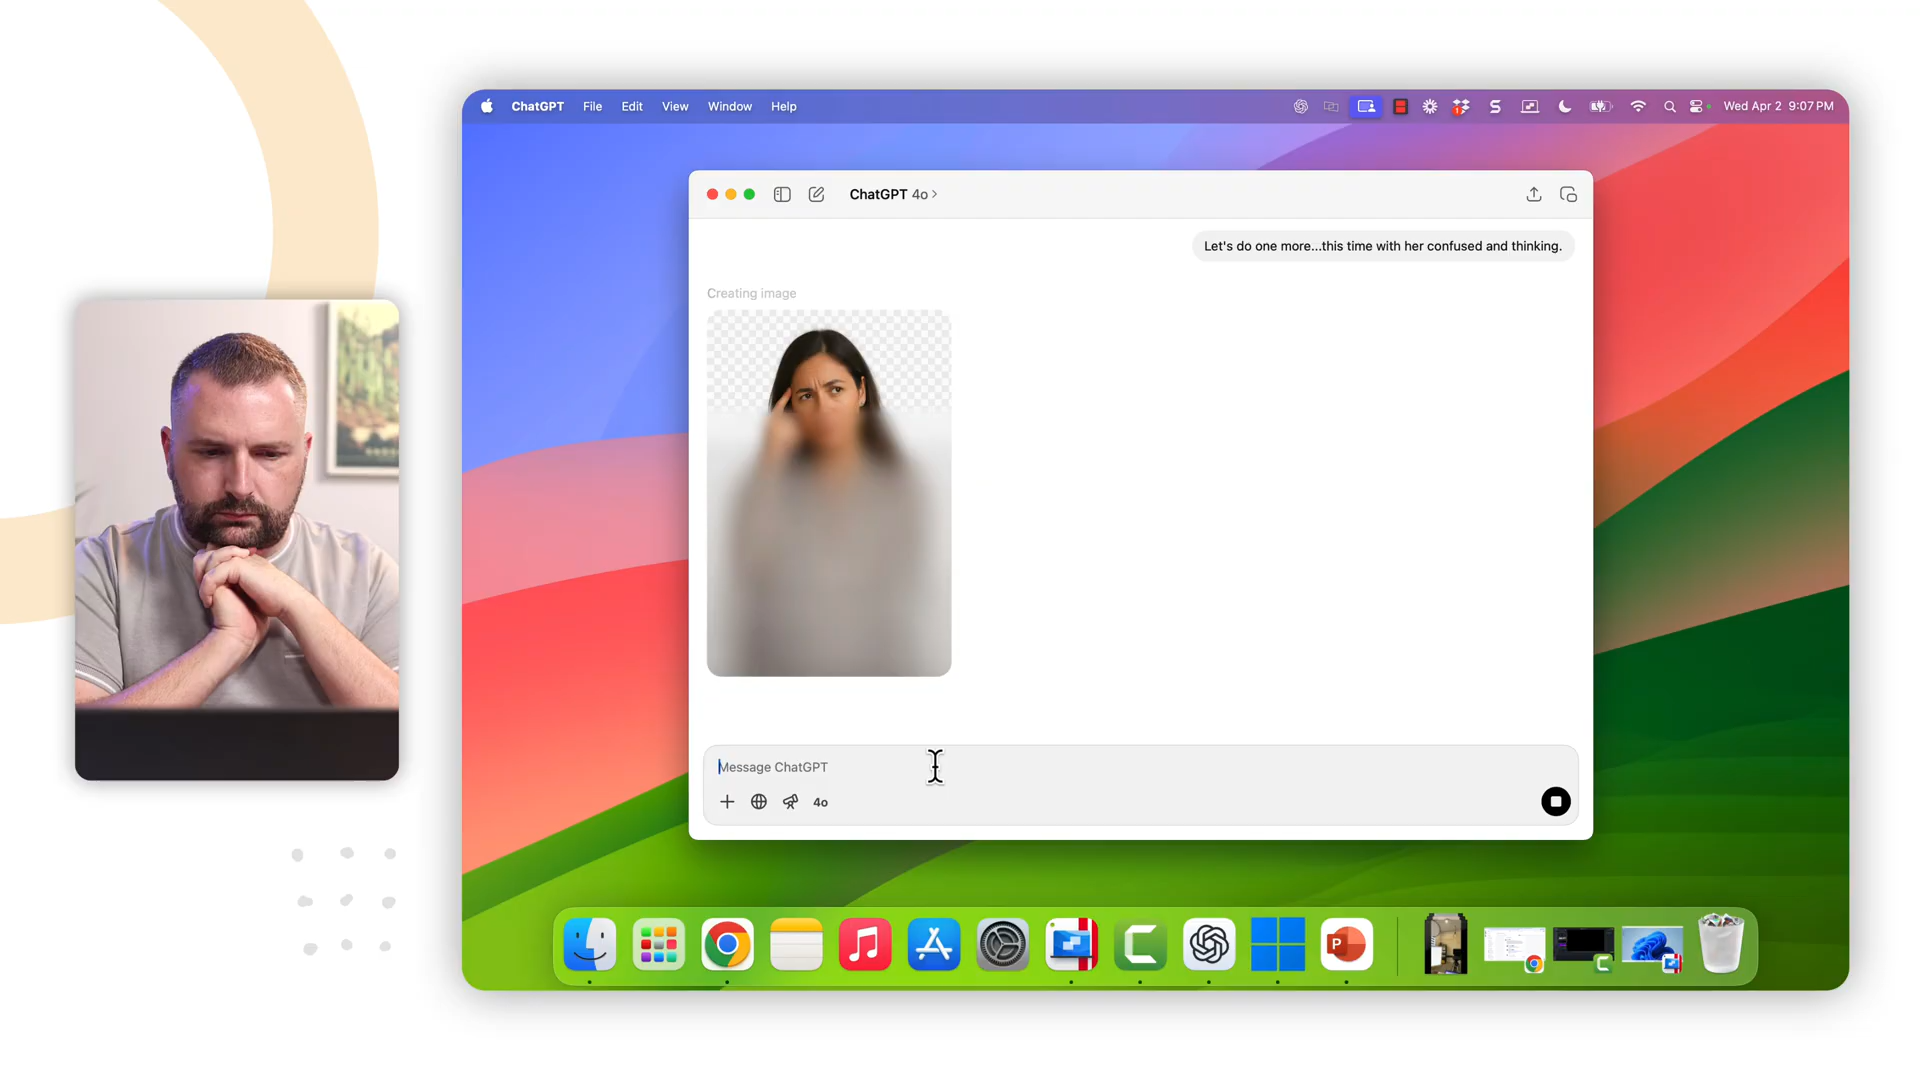 ChatGPT File Edit View Window Help Wed Apr 2 9:07 PM
ChatGPT 4o >
Let's do one more...this time with her confused and thinking.
Creating image
Message ChatGPT
4o